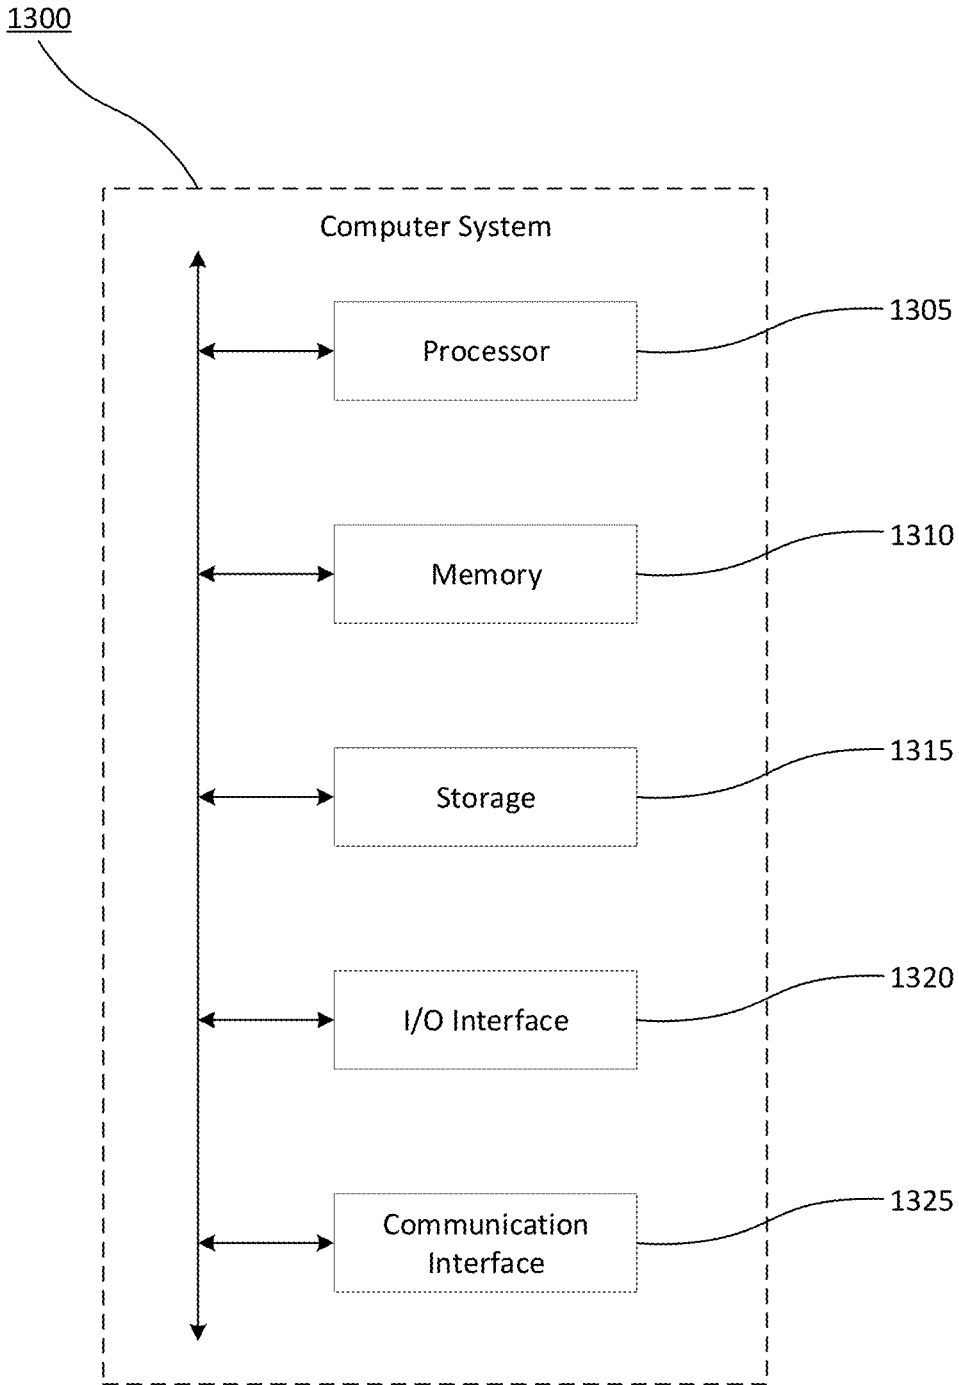 1300
Computer System
Processor
1305
Memory
1310
Storage
1315
I/O Interface
1320
Communication
Interface
1325